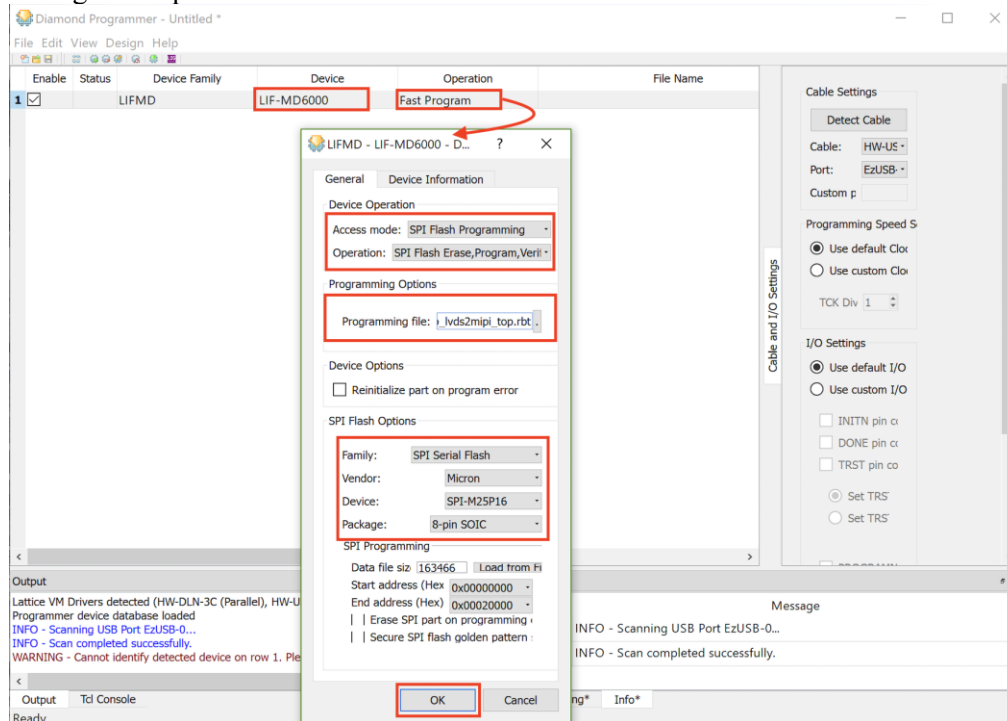 Diamond Programmer - Untitled *
File Edit View Design Help
Enable Status Device Family Device Operation File Name
1 LIFMD LIF-MD6000 Fast Program
LIFMD - LIF-MD6000 - D... ? ×
General Device Information
Device Operation
Access mode: SPI Flash Programming
Operation: SPI Flash Erase,Program,Veri
Programming Options
Programming file: _lvds2mipi_top.rbt .
Device Options
Reinitialize part on program error
SPI Flash Options
Family: SPI Serial Flash
Vendor: Micron
Device: SPI-M25P16
Package: 8-pin SOIC
SPI Programming
Data file siz 163466 Load from Fi
Start address (Hex 0x00000000
End address (Hex) 0x00020000
Erase SPI part on programming
Secure SPI flash golden pattern
OK Cancel
Cable and I/O Settings
Cable Settings
Detect Cable
Cable: HW-US
Port: EzUSB-
Custom p
Programming Speed S
Use default Cloc
Use custom Clo
TCK Div 1
I/O Settings
Use default I/O
Use custom I/O
INITN pin co
DONE pin co
TRST pin co
Set TRS
Set TRS
Output
Lattice VM Drivers detected (HW-DLN-3C (Parallel), HW-U
Programmer device database loaded
INFO - Scanning USB Port EzUSB-0...
INFO - Scan completed successfully.
WARNING - Cannot identify detected device on row 1. Ple
Message
INFO - Scanning USB Port EzUSB-0...
INFO - Scan completed successfully.
Output Tcl Console ng* Info*
Ready